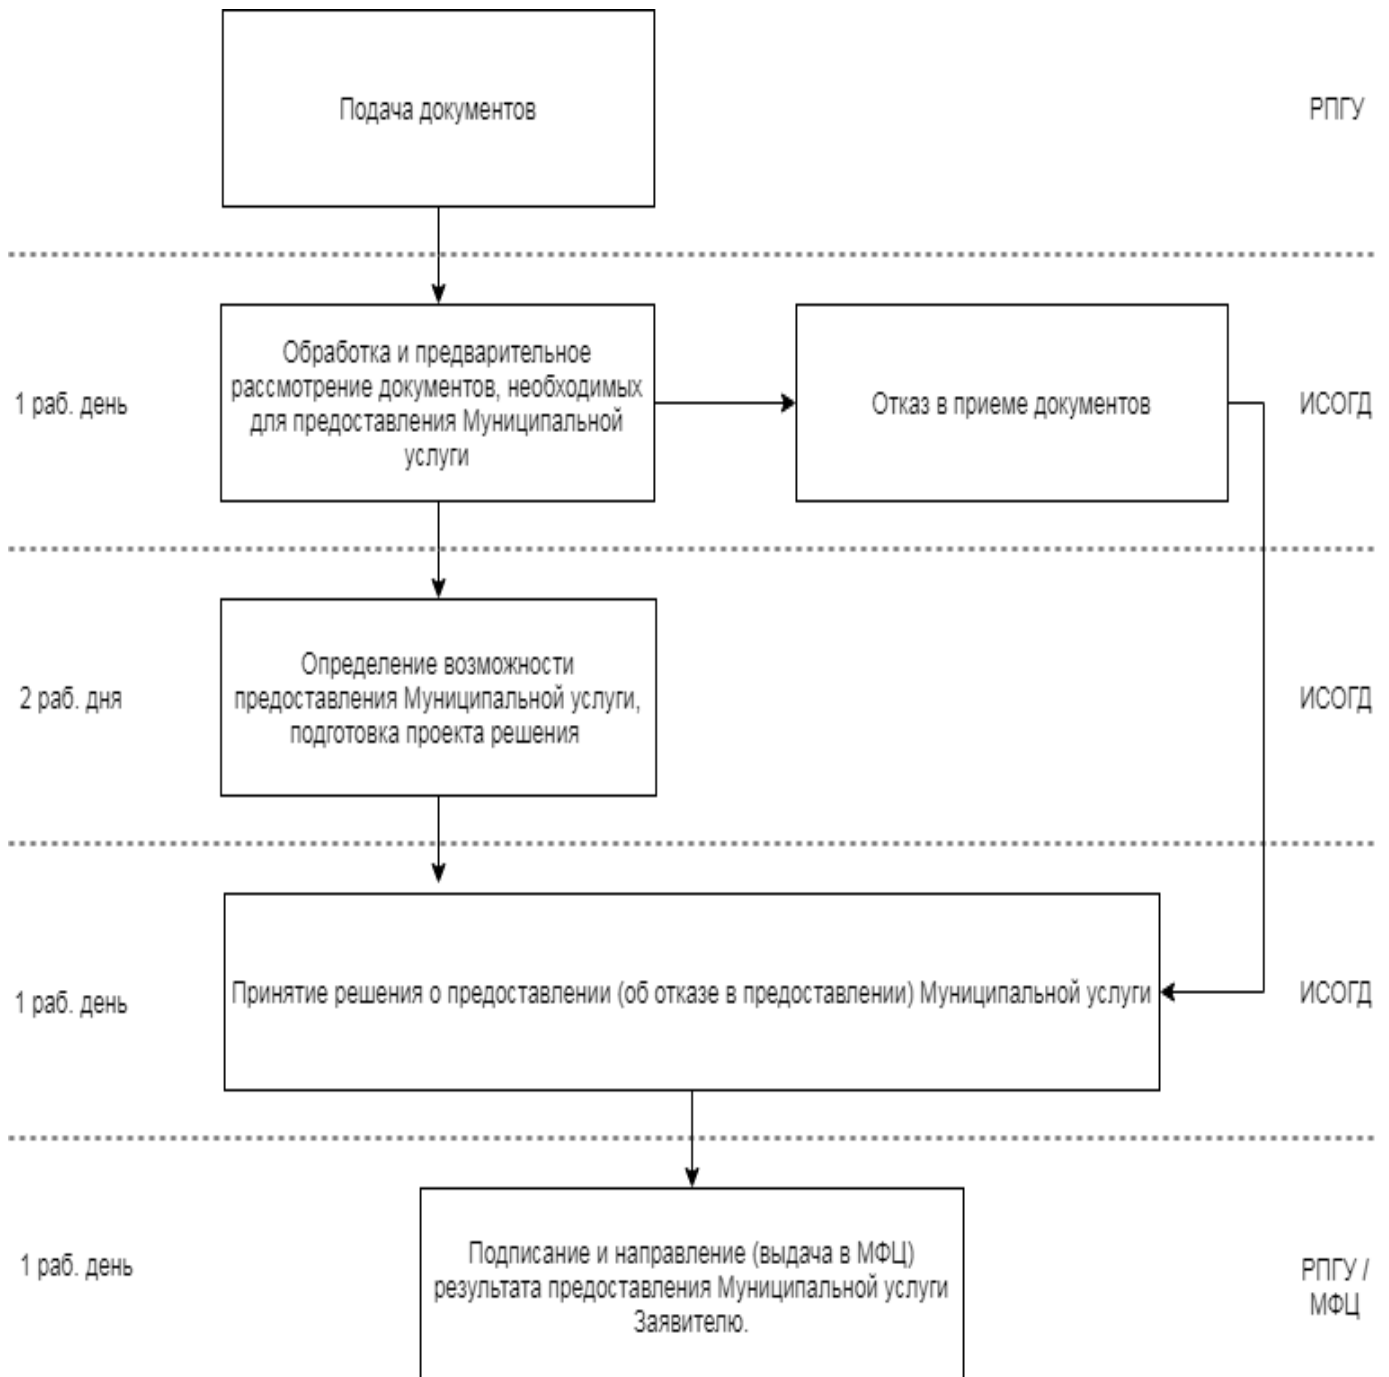 Подача документов
РПГУ
1 раб. день
Обработка и предварительное
рассмотрение документов, необходимых
для предоставления Муниципальной
услуги
Отказ в приеме документов
ИСОГД
2 раб. дня
Определение возможности
предоставления Муниципальной услуги,
подготовка проекта решения
ИСОГД
1 раб. день
Принятие решения о предоставлении (об отказе в предоставлении) Муниципальной услуги
ИСОГД
1 раб. день
Подписание и направление (выдача в МФЦ)
результата предоставления Муниципальной услуги
Заявителю.
РПГУ /
МФЦ